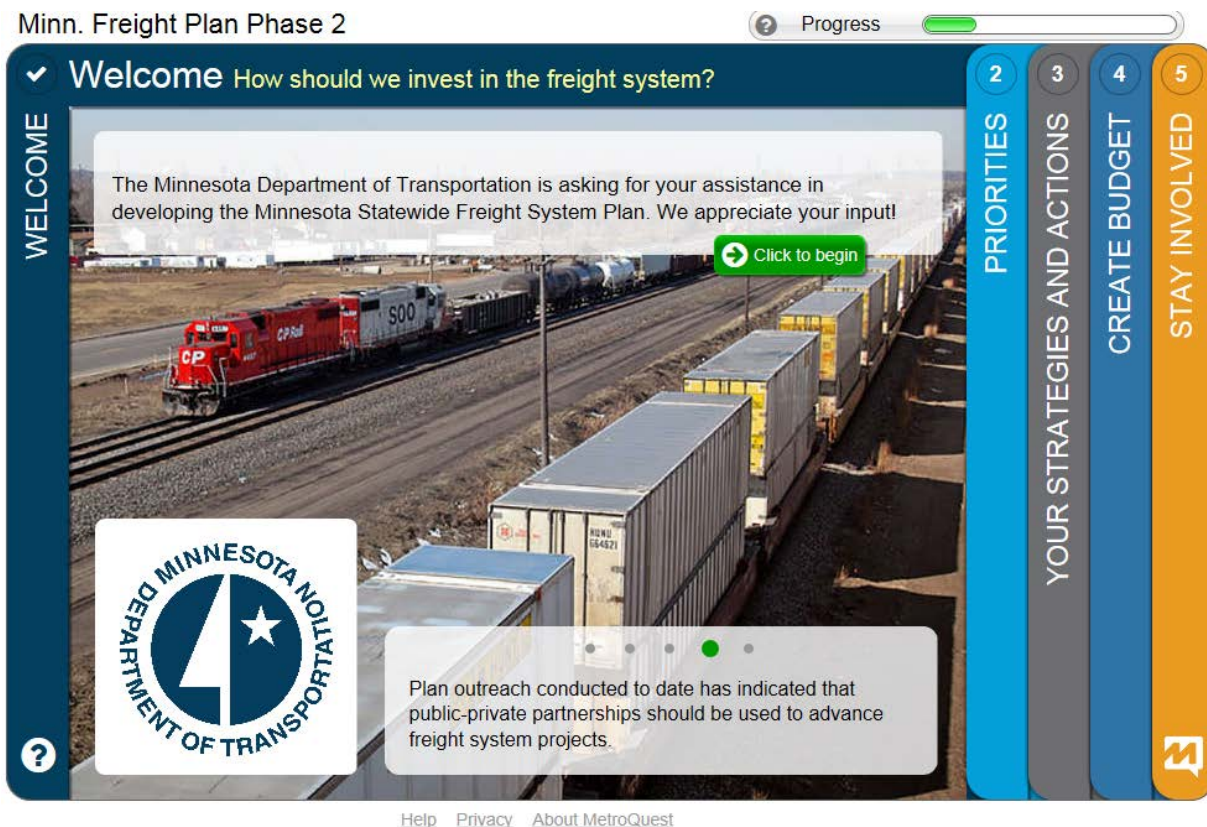 Minn. Freight Plan Phase 2
? Progress
Welcome How should we invest in the freight system?
WELCOME
The Minnesota Department of Transportation is asking for your assistance in
developing the Minnesota Statewide Freight System Plan. We appreciate your input!
Click to begin
CP Rail
SOO
CP
HUNU
664621
MINNESOTA
DEPARTMENT OF TRANSPORTATION
Plan outreach conducted to date has indicated that
public-private partnerships should be used to advance
freight system projects.
?
2
PRIORITIES
3
YOUR STRATEGIES AND ACTIONS
4
CREATE BUDGET
5
STAY INVOLVED
Help Privacy About MetroQuest